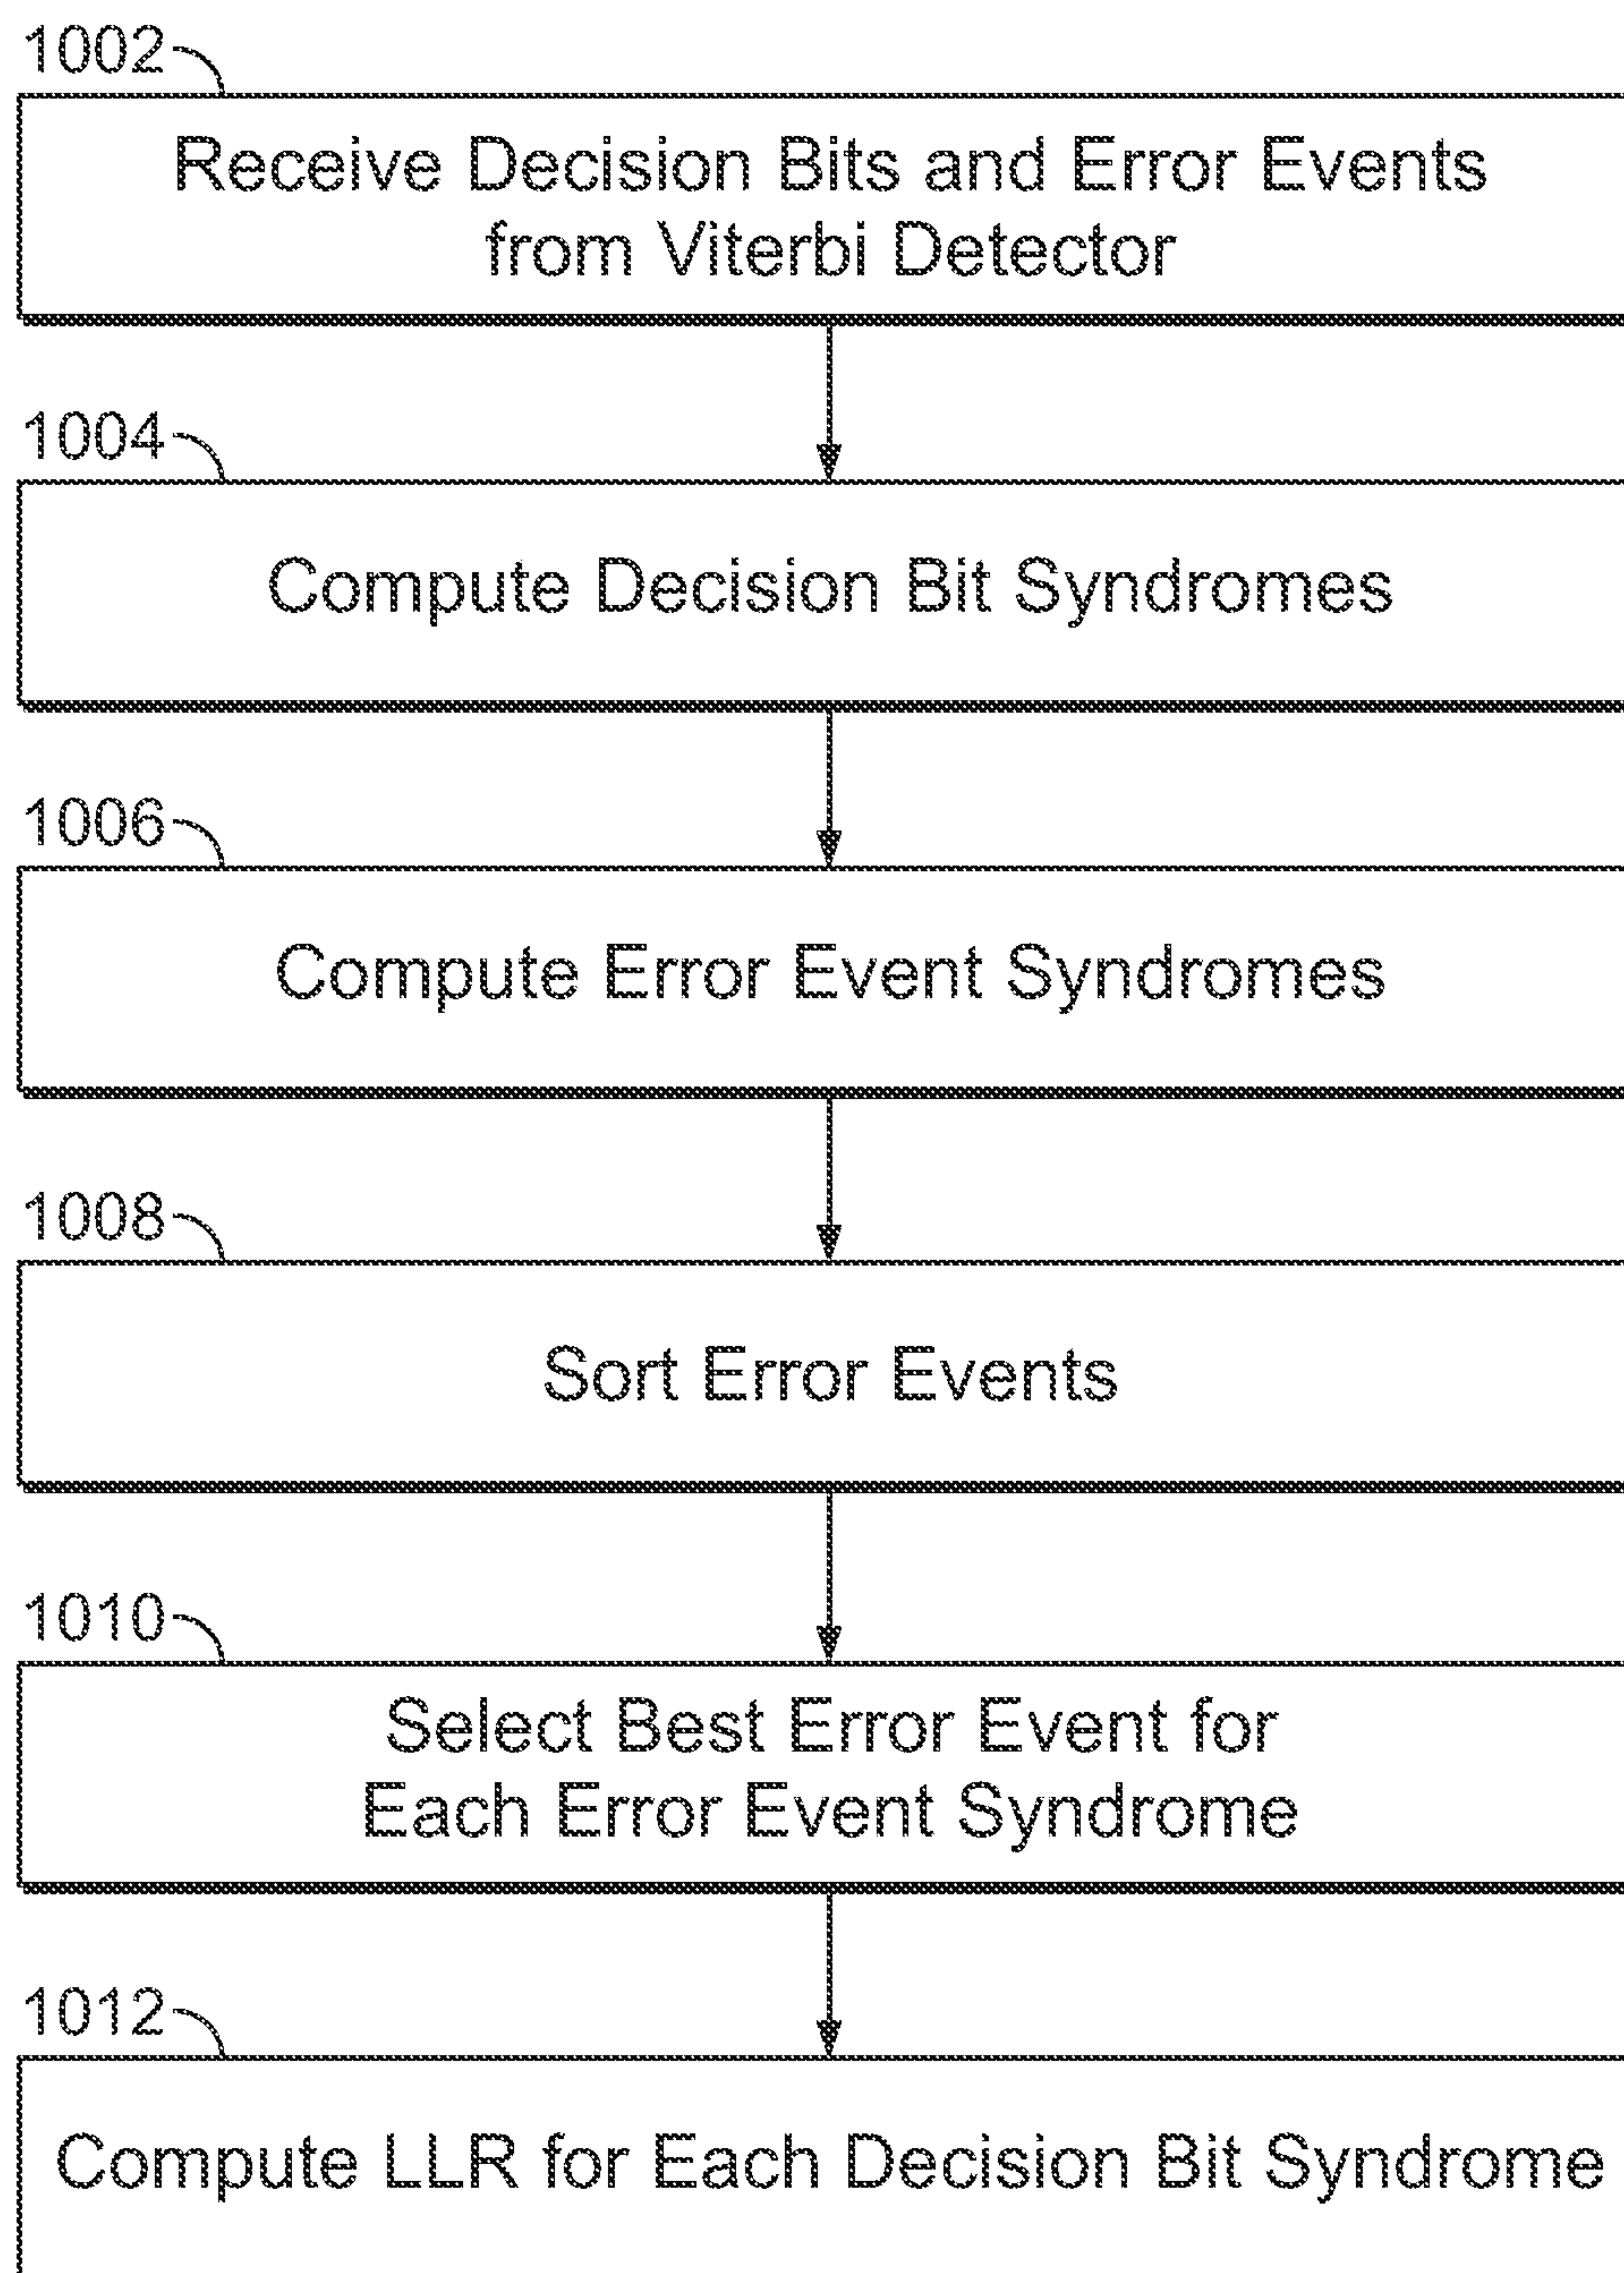 1002
Receive Decision Bits and Error Events
from Viterbi Detector
1004
Compute Decision Bit Syndromes
1006
Compute Error Event Syndromes
1008
Sort Error Events
1010
Select Best Error Event for
Each Error Event Syndrome
1012
Compute LLR for Each Decision Bit Syndrome